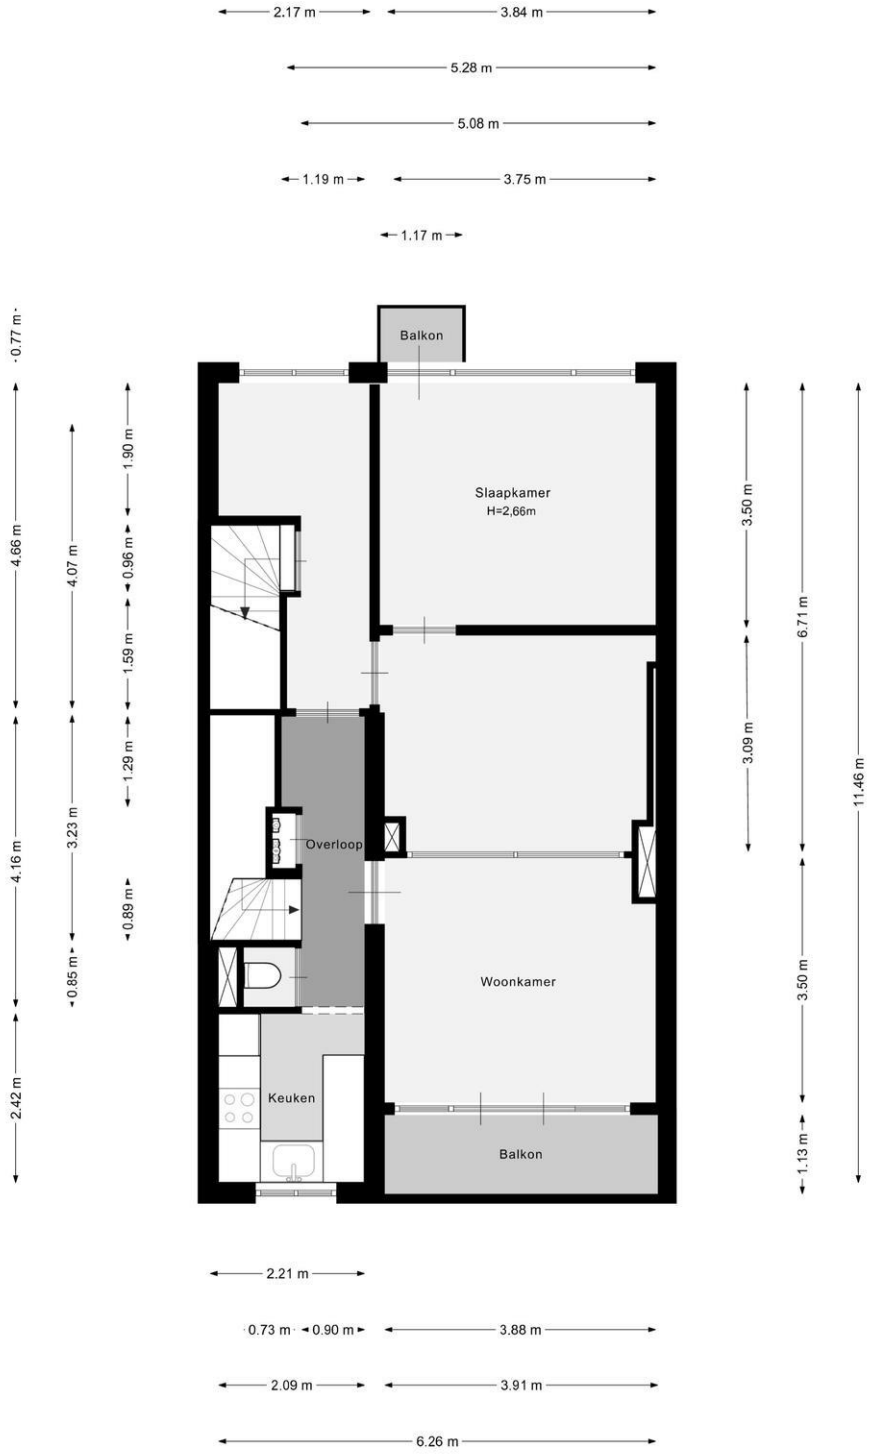 2.17 m
3.84 m
5.28 m
5.08 m
1.19 m
3.75 m
1.17 m
0.77 m
Balkon
4.66 m
4.07 m
1.90 m
0.96 m
1.59 m
Slaapkamer
H=2,66m
3.50 m
6.71 m
11.46 m
3.09 m
4.16 m
3.23 m
1.29 m
0.89 m
0.85 m
Overloop
Woonkamer
3.50 m
2.42 m
Keuken
Balkon
1.13 m
2.21 m
0.73 m
0.90 m
3.88 m
2.09 m
3.91 m
6.26 m